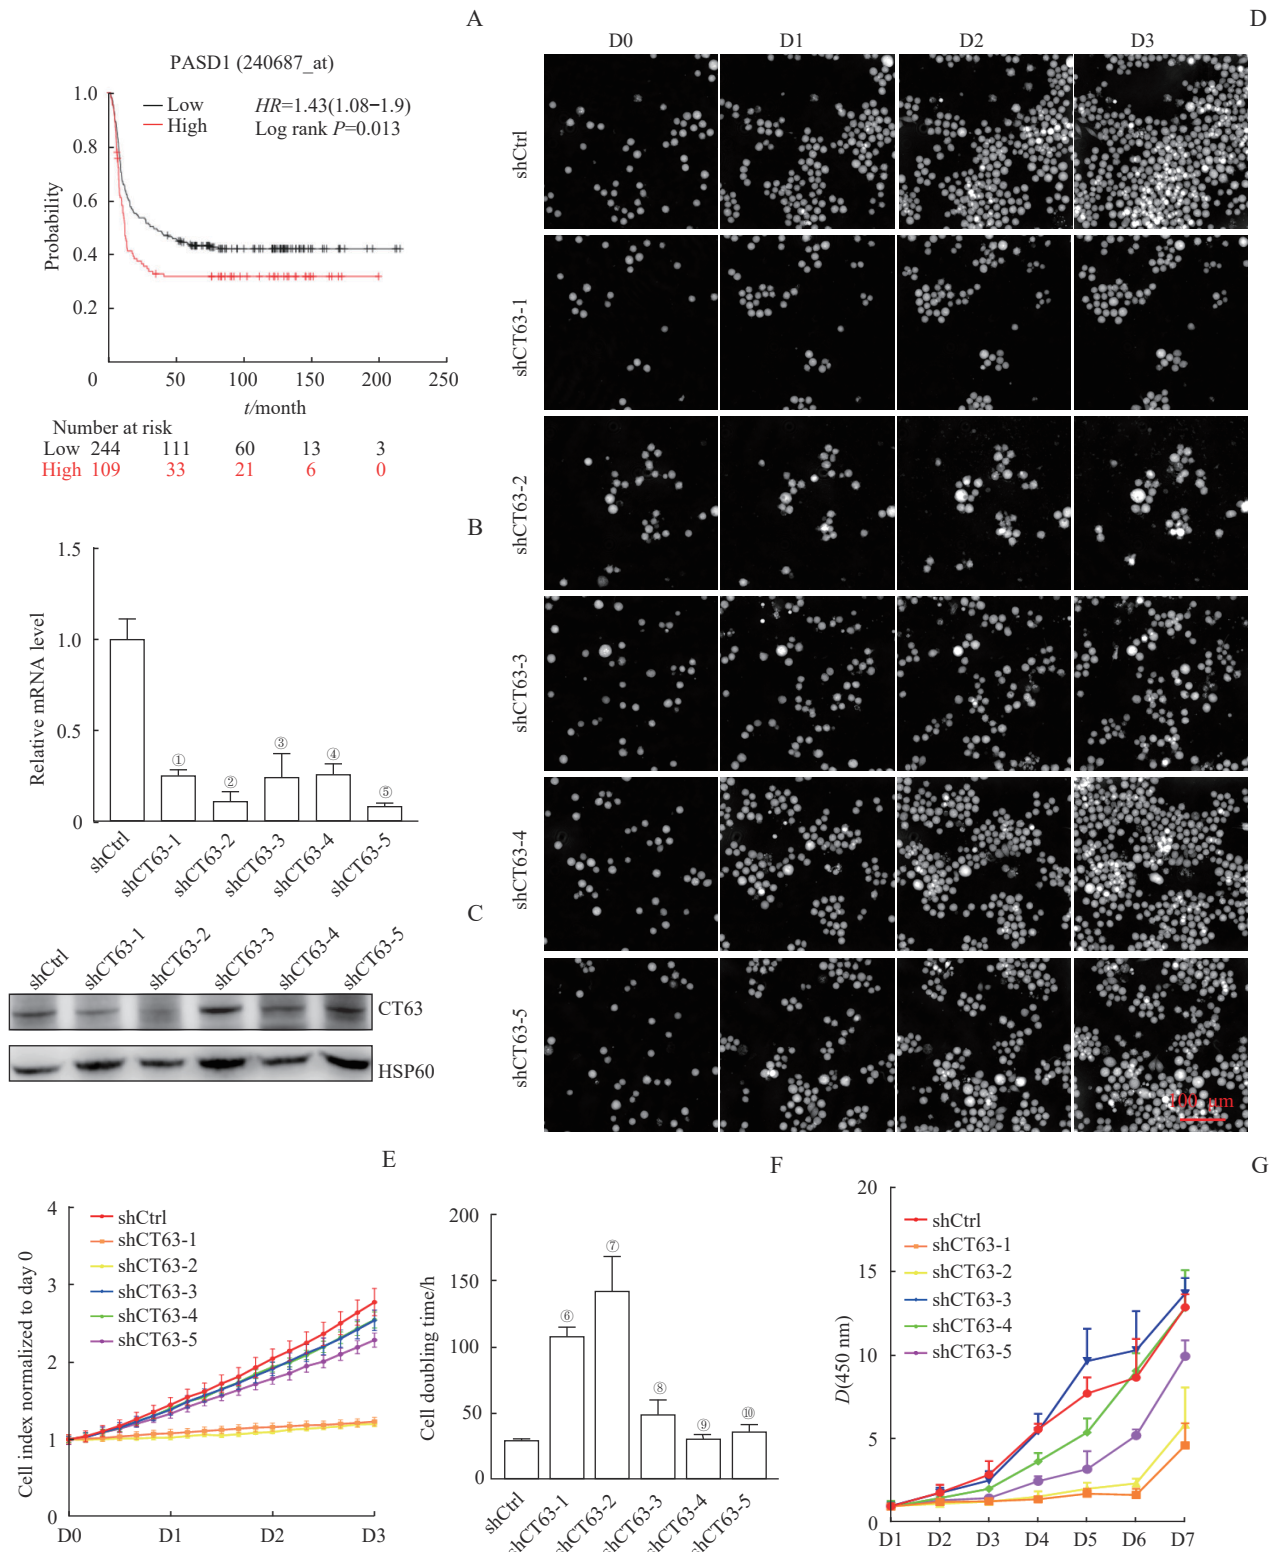 A
PASD1 (240687_at)
1.0
0.8
0.6
0.4
0.2
Probability
Low
High
HR=1.43(1.08−1.9)
Log rank P=0.013
0 50 100 150 200 250
t/month
Number at risk
Low 244 111 60 13 3
High 109 33 21 6 0
B
1.5
1.0
0.5
0
Relative mRNA level
① ② ③ ④ ⑤
shCtrl shCT63-1 shCT63-2 shCT63-3 shCT63-4 shCT63-5
C
shCtrl shCT63-1 shCT63-2 shCT63-3 shCT63-4 shCT63-5
CT63
HSP60
D
D0 D1 D2 D3
shCtrl
shCT63-1
shCT63-2
shCT63-3
shCT63-4
shCT63-5
100 μm
E
4
3
2
1
0
Cell index normalized to day 0
shCtrl
shCT63-1
shCT63-2
shCT63-3
shCT63-4
shCT63-5
D0 D1 D2 D3
F
200
150
100
50
0
Cell doubling time/h
⑥ ⑦ ⑧ ⑨ ⑩
shCtrl shCT63-1 shCT63-2 shCT63-3 shCT63-4 shCT63-5
G
20
15
10
5
0
D(450 nm)
shCtrl
shCT63-1
shCT63-2
shCT63-3
shCT63-4
shCT63-5
D1 D2 D3 D4 D5 D6 D7